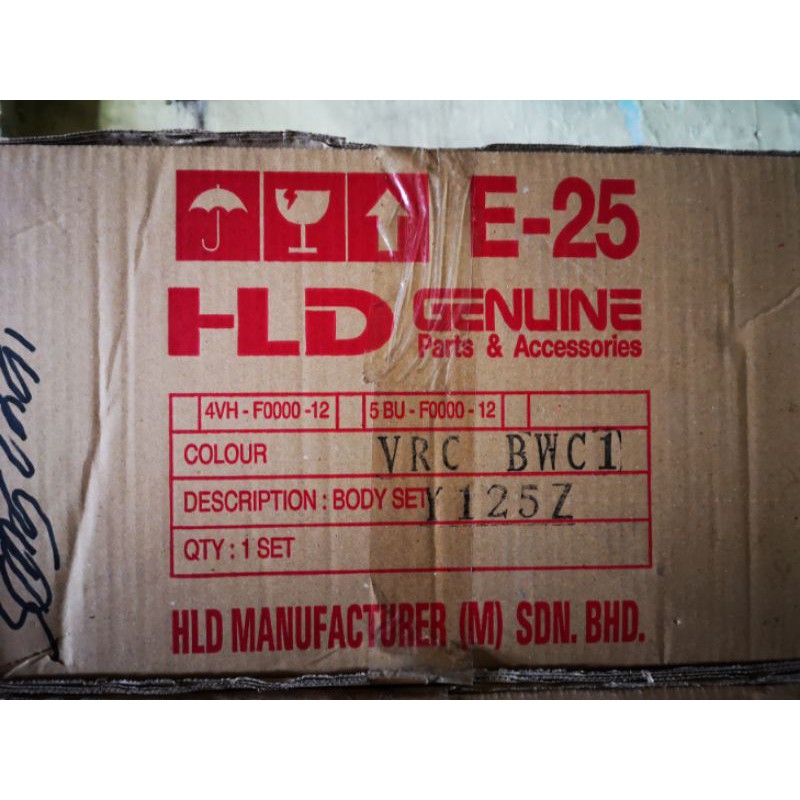 E-25
HLD GENUINE
Parts & Accessories
4VH - F0000 -12 5 BU - F0000 - 12
COLOUR VRC BWC1
DESCRIPTION : BODY SET Y125Z
QTY : 1 SET
HLD MANUFACTURER (M) SDN. BHD.